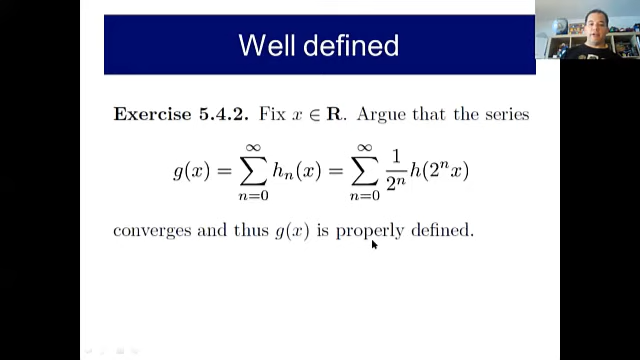 Well defined
Exercise 5.4.2. Fix x ∈ R. Argue that the series
g(x) = ∑_{n=0}^{∞} h_n(x) = ∑_{n=0}^{∞} 1/2^n h(2^n x)
converges and thus g(x) is properly defined.